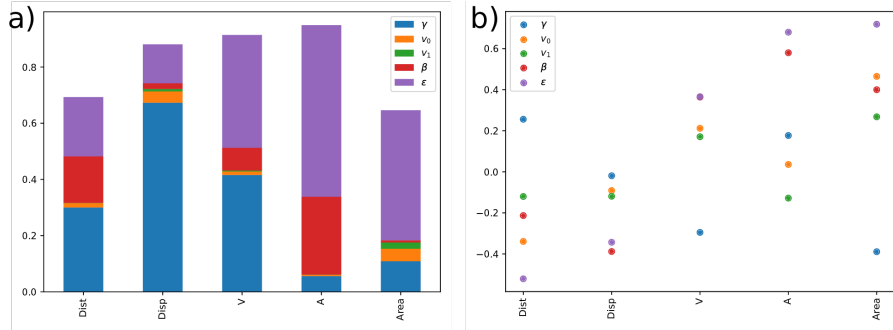 a)
γ
v₀
v₁
β
ε
0.8
0.6
0.4
0.2
0.0
Dist
Disp
V
A
Area
b)
γ
v₀
v₁
β
ε
0.6
0.4
0.2
0.0
−0.2
−0.4
Dist
Disp
V
A
Area